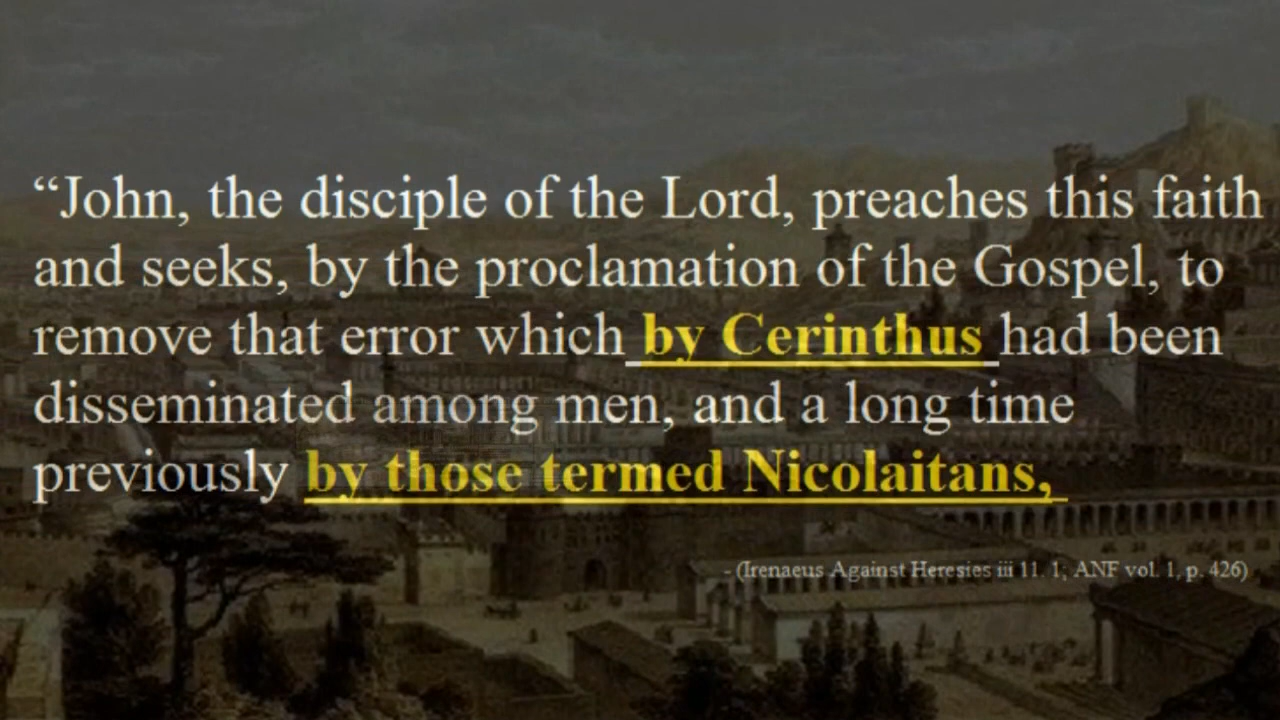 “John, the disciple of the Lord, preaches this faith
and seeks, by the proclamation of the Gospel, to
remove that error which by Cerinthus had been
disseminated among men, and a long time
previously by those termed Nicolaitans,
- (Irenaeus Against Heresies iii 11. 1; ANF vol. 1, p. 426)